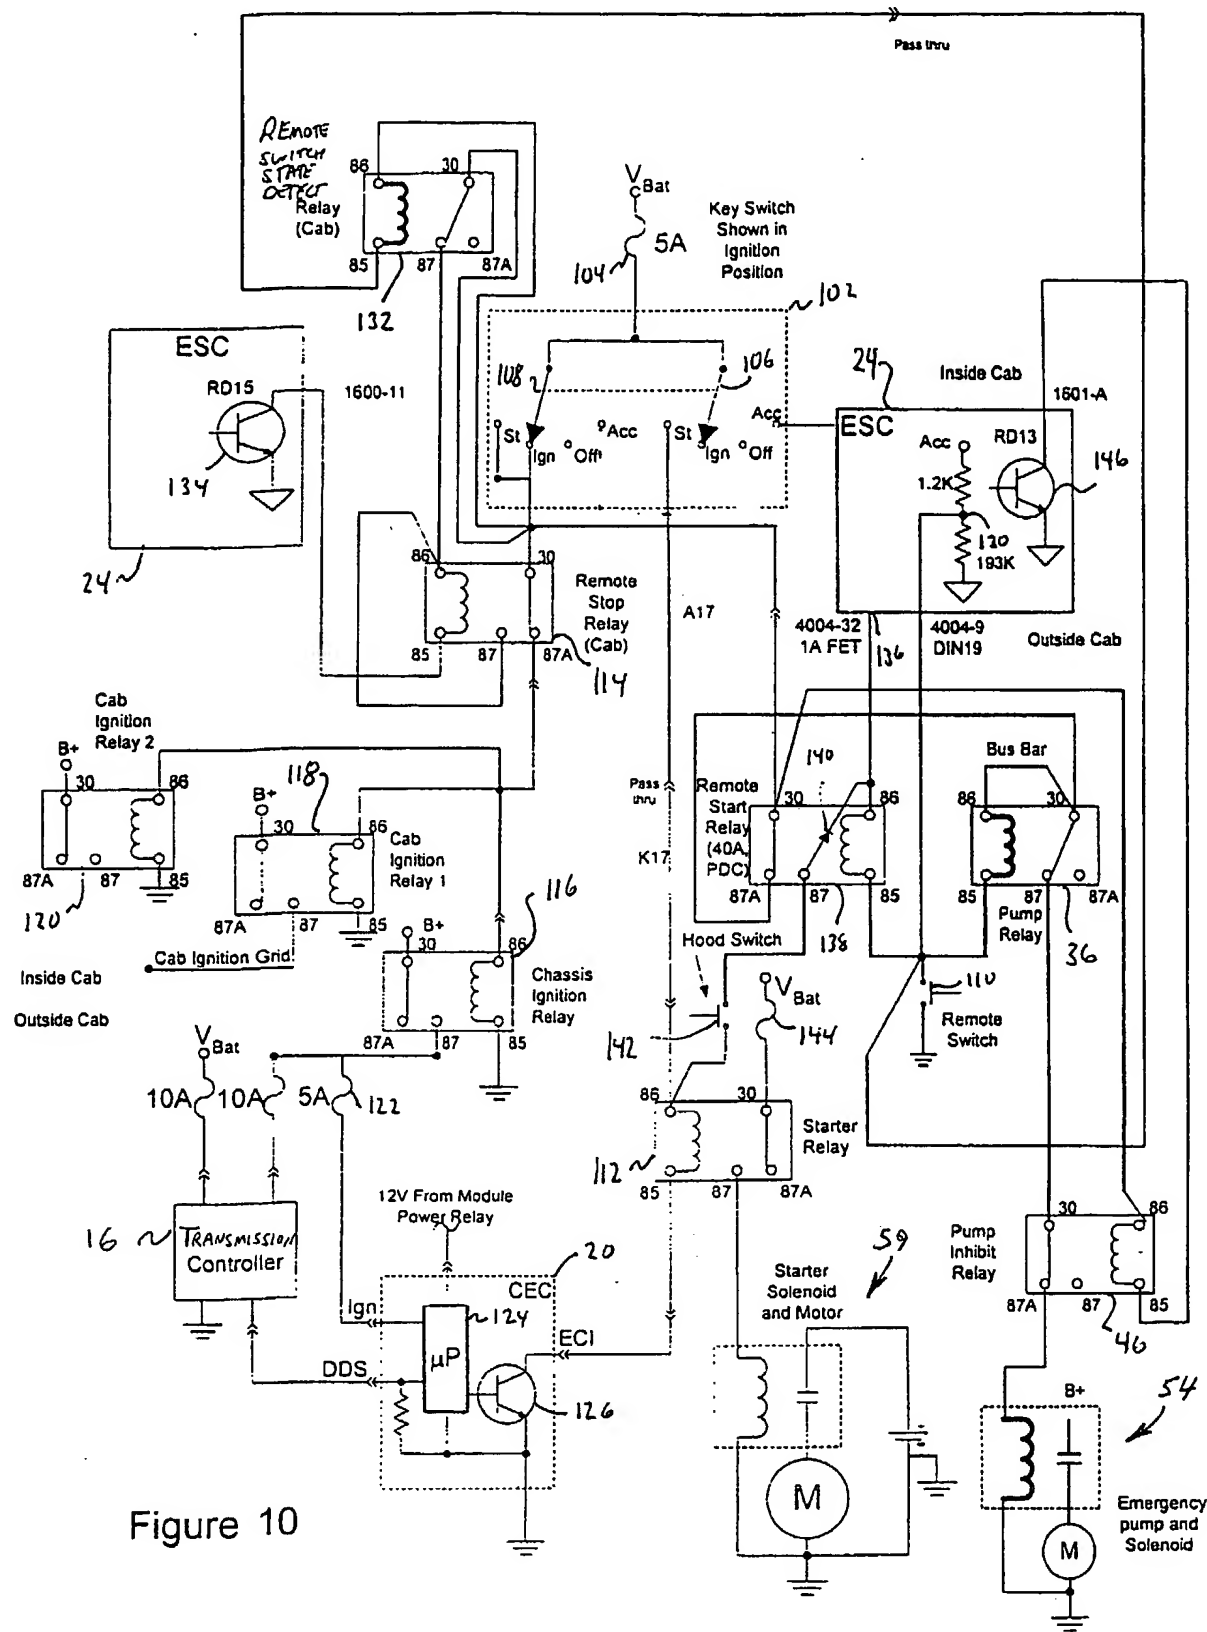 Pass thru
REMOTE
SWITCH
STATE
DETECT
Relay
(Cab)
86
30
85
87
87A
132
V Bat
5A
104
Key Switch
Shown in
Ignition
Position
102
108
106
St
Ign
Off
Acc
St
Ign
Off
Acc
ESC
RD15
134
24
1600-11
24
Inside Cab
1601-A
ESC
Acc
RD13
1.2K
146
120
193K
4004-32
1A FET
136
4004-9
DIN19
Outside Cab
86
30
Remote
Stop
Relay
(Cab)
85
87
87A
114
A17
Cab
Ignition
Relay 2
B+
30
86
87A
87
85
120
118
B+
30
86
Cab
Ignition
Relay 1
87A
87
85
Cab Ignition Grid
Inside Cab
Outside Cab
116
B+
30
86
Chassis
Ignition
Relay
87A
87
85
Pass
thru
K17
Remote
Start
Relay
(40A,
PDC)
140
30
86
87A
87
85
138
Bus Bar
86
30
85
87
87A
Pump
Relay
36
Hood Switch
142
V Bat
144
110
Remote
Switch
V Bat
10A
10A
5A
122
86
30
Starter
Relay
112
85
87
87A
16
TRANSMISSION
Controller
12V From Module
Power Relay
20
CEC
Ign
124
µP
ECI
DDS
126
59
Starter
Solenoid
and Motor
M
Pump
Inhibit
Relay
30
86
87A
87
85
46
B+
54
Emergency
pump and
Solenoid
M
Figure 10